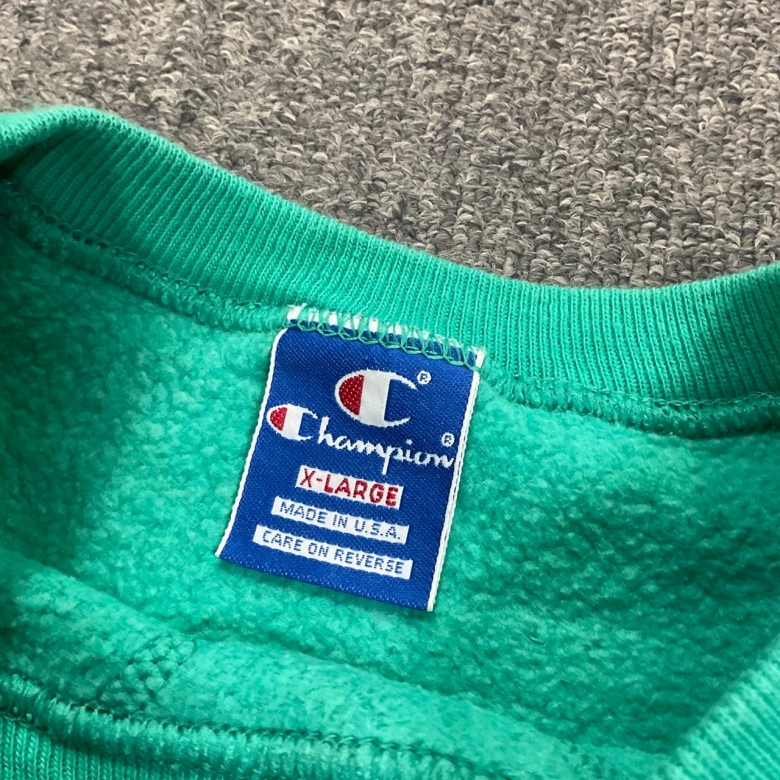 C®
Champion®
X-LARGE
MADE IN U.S.A.
CARE ON REVERSE